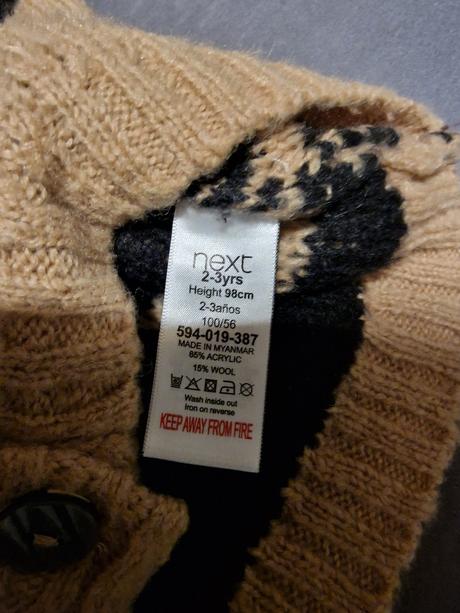 next
2-3yrs
Height 98cm
2-3años
100/56
594-019-387
MADE IN MYANMAR
85% ACRYLIC
15% WOOL
Wash inside out
Iron on reverse
KEEP AWAY FROM FIRE